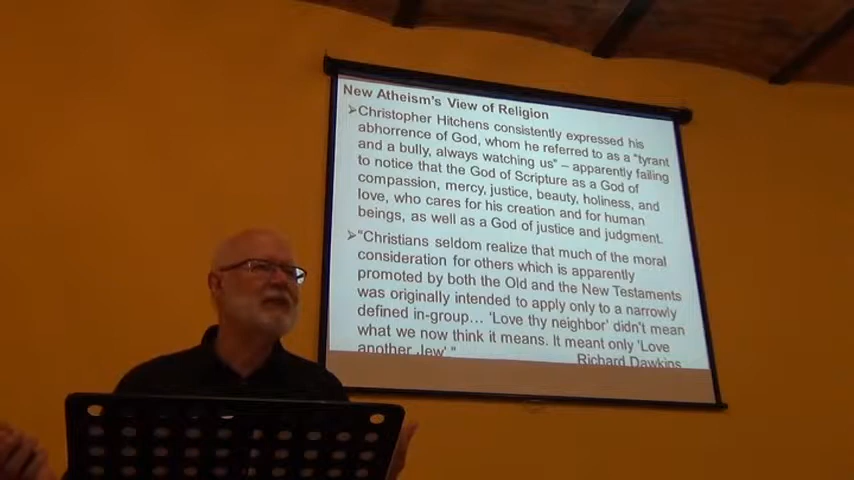 New Atheism's View of Religion
➢Christopher Hitchens consistently expressed his
abhorrence of God, whom he referred to as a "tyrant
and a bully, always watching us" – apparently failing
to notice that the God of Scripture as a God of
compassion, mercy, justice, beauty, holiness, and
love, who cares for his creation and for human
beings, as well as a God of justice and judgment.
➢"Christians seldom realize that much of the moral
consideration for others which is apparently
promoted by both the Old and the New Testaments
was originally intended to apply only to a narrowly
defined in-group… 'Love thy neighbor' didn't mean
what we now think it means. It meant only 'Love
another Jew'." Richard Dawkins